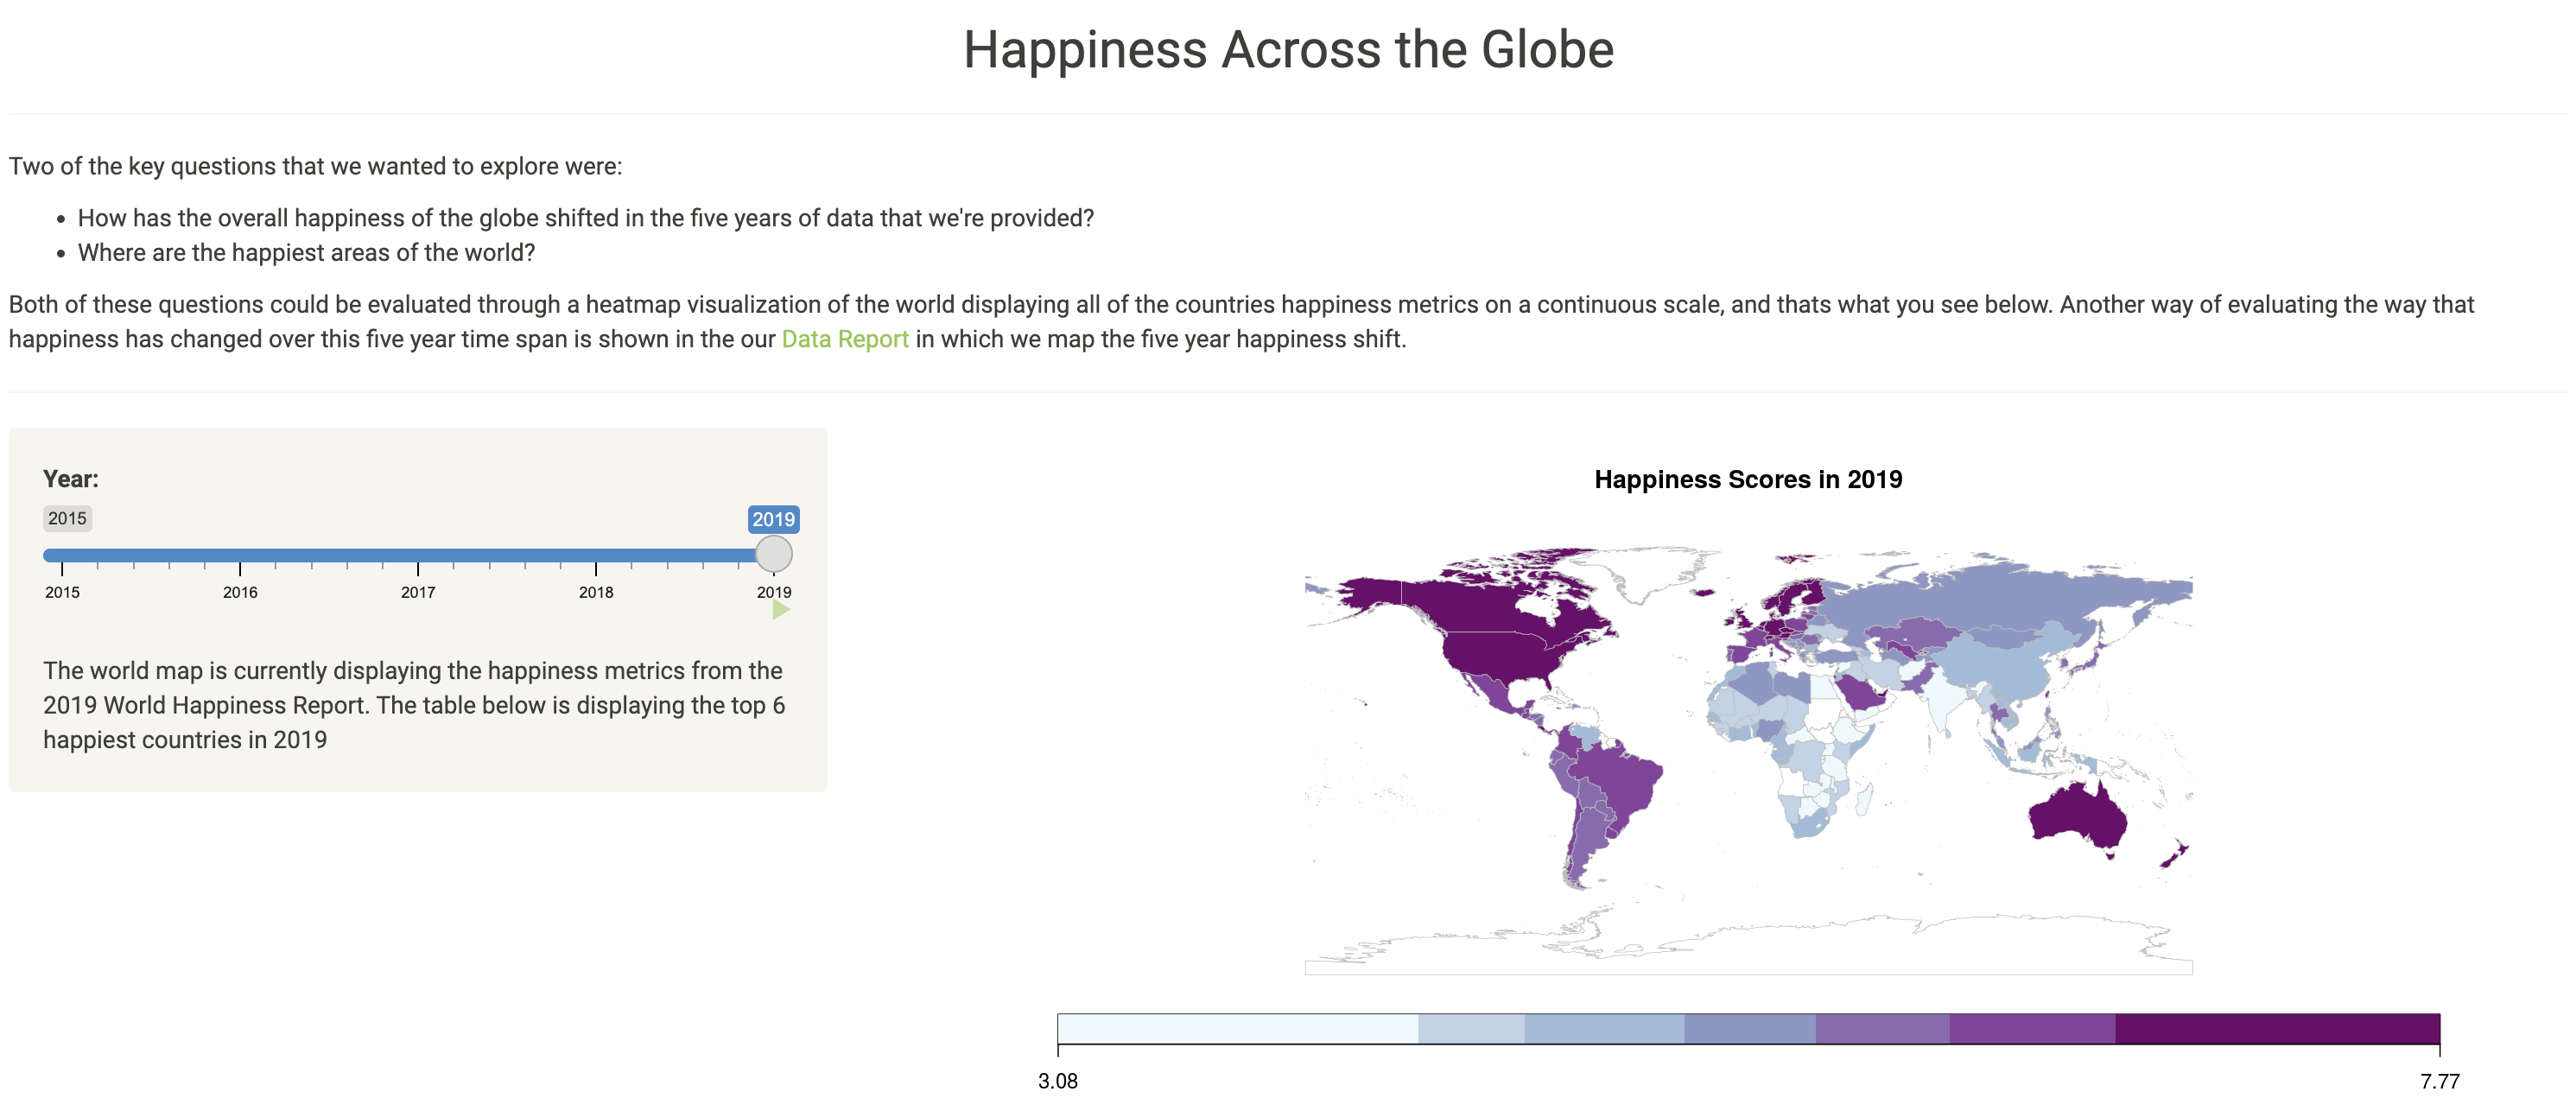 Happiness Across the Globe
Two of the key questions that we wanted to explore were:
How has the overall happiness of the globe shifted in the five years of data that we're provided?
Where are the happiest areas of the world?
Both of these questions could be evaluated through a heatmap visualization of the world displaying all of the countries happiness metrics on a continuous scale, and thats what you see below. Another way of evaluating the way that
happiness has changed over this five year time span is shown in the our Data Report in which we map the five year happiness shift.
Year:
2015 2019
2015 2016 2017 2018 2019
The world map is currently displaying the happiness metrics from the
2019 World Happiness Report. The table below is displaying the top 6
happiest countries in 2019
Happiness Scores in 2019
3.08 7.77